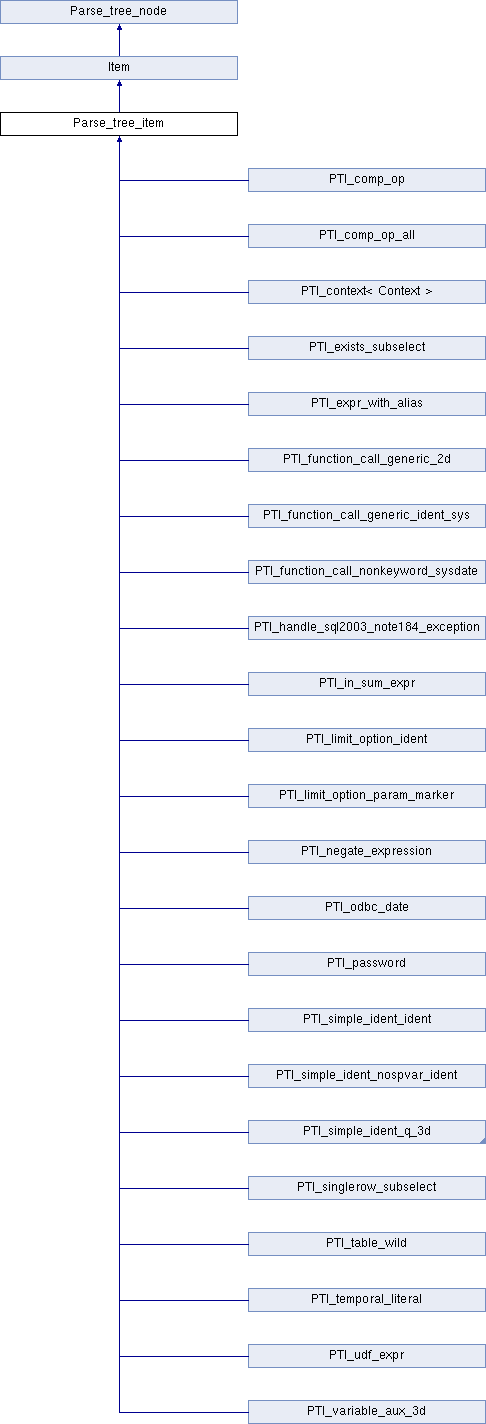 Parse_tree_node
Item
Parse_tree_item
PTI_comp_op
PTI_comp_op_all
PTI_context< Context >
PTI_exists_subselect
PTI_expr_with_alias
PTI_function_call_generic_2d
PTI_function_call_generic_ident_sys
PTI_function_call_nonkeyword_sysdate
PTI_handle_sql2003_note184_exception
PTI_in_sum_expr
PTI_limit_option_ident
PTI_limit_option_param_marker
PTI_negate_expression
PTI_odbc_date
PTI_password
PTI_simple_ident_ident
PTI_simple_ident_nospvar_ident
PTI_simple_ident_q_3d
PTI_singlerow_subselect
PTI_table_wild
PTI_temporal_literal
PTI_udf_expr
PTI_variable_aux_3d